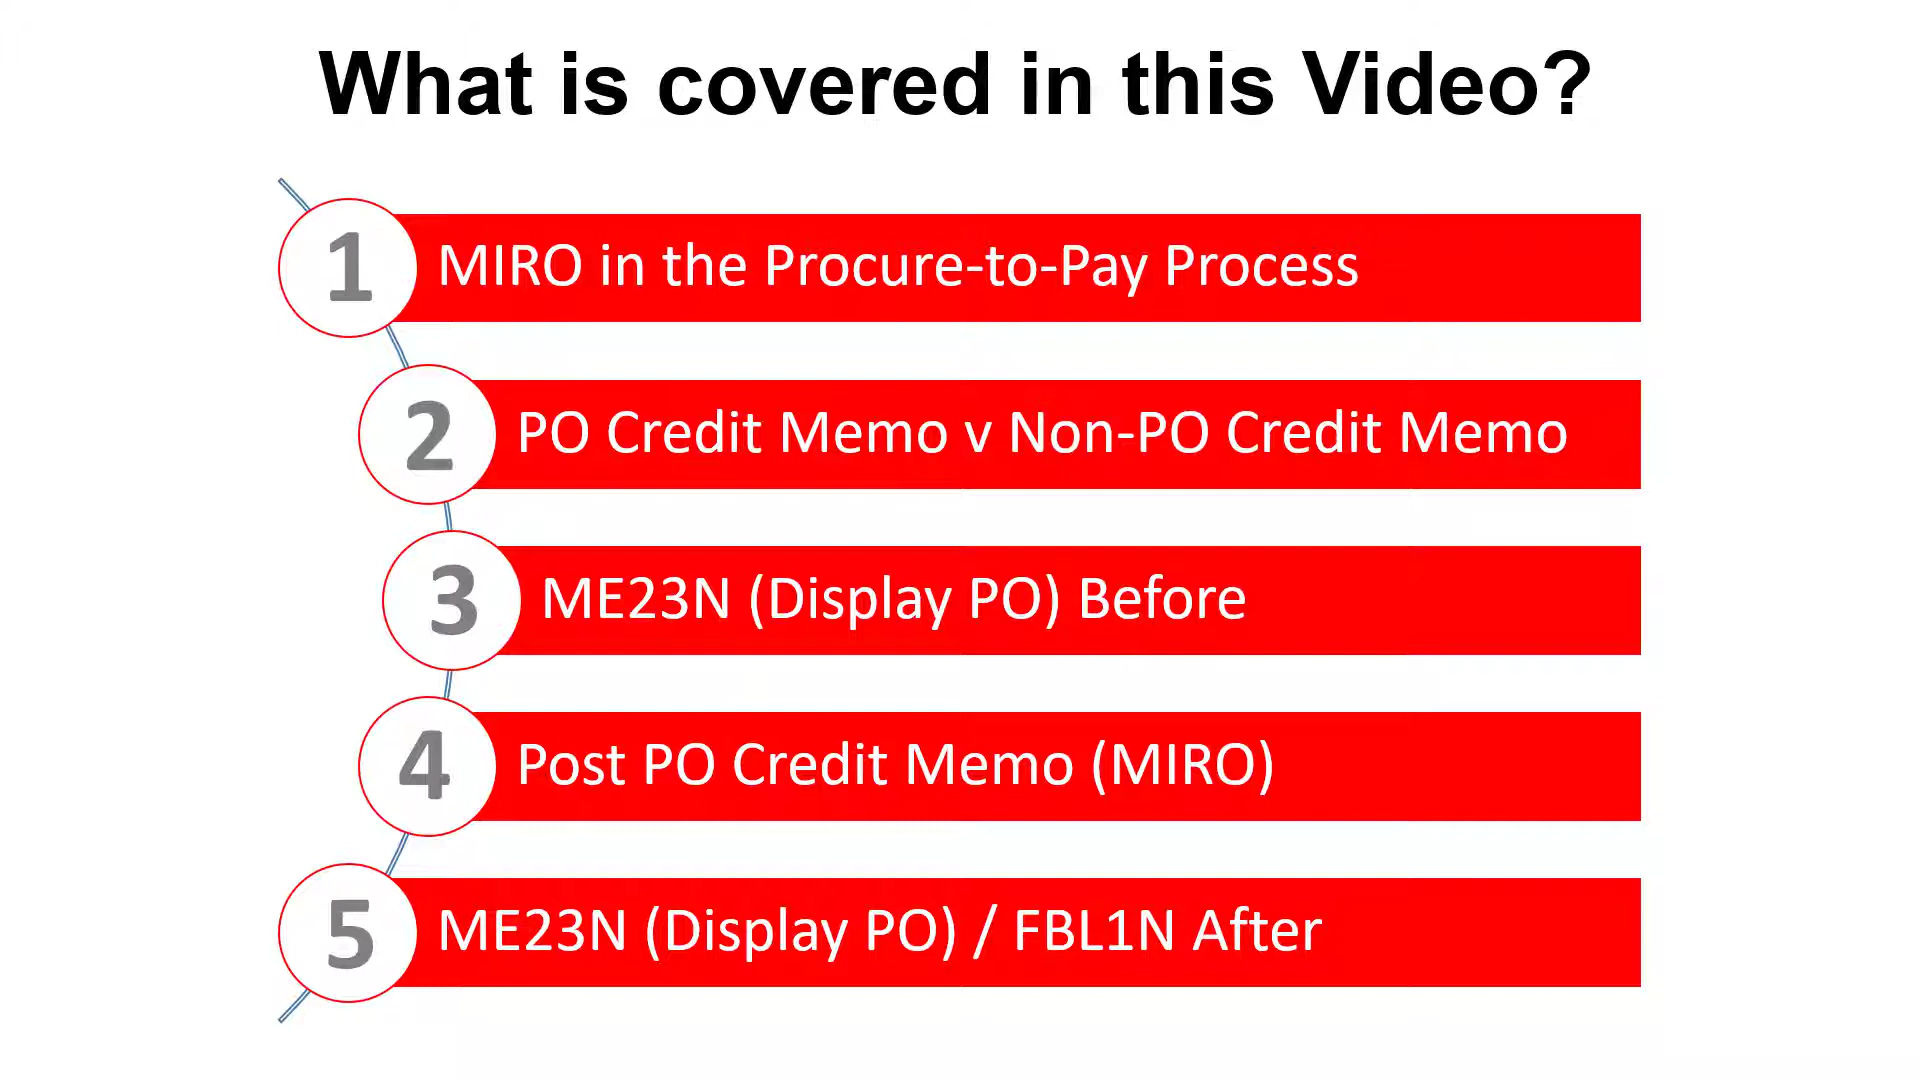 What is covered in this Video?
1 MIRO in the Procure-to-Pay Process
2 PO Credit Memo v Non-PO Credit Memo
3 ME23N (Display PO) Before
4 Post PO Credit Memo (MIRO)
5 ME23N (Display PO) / FBL1N After